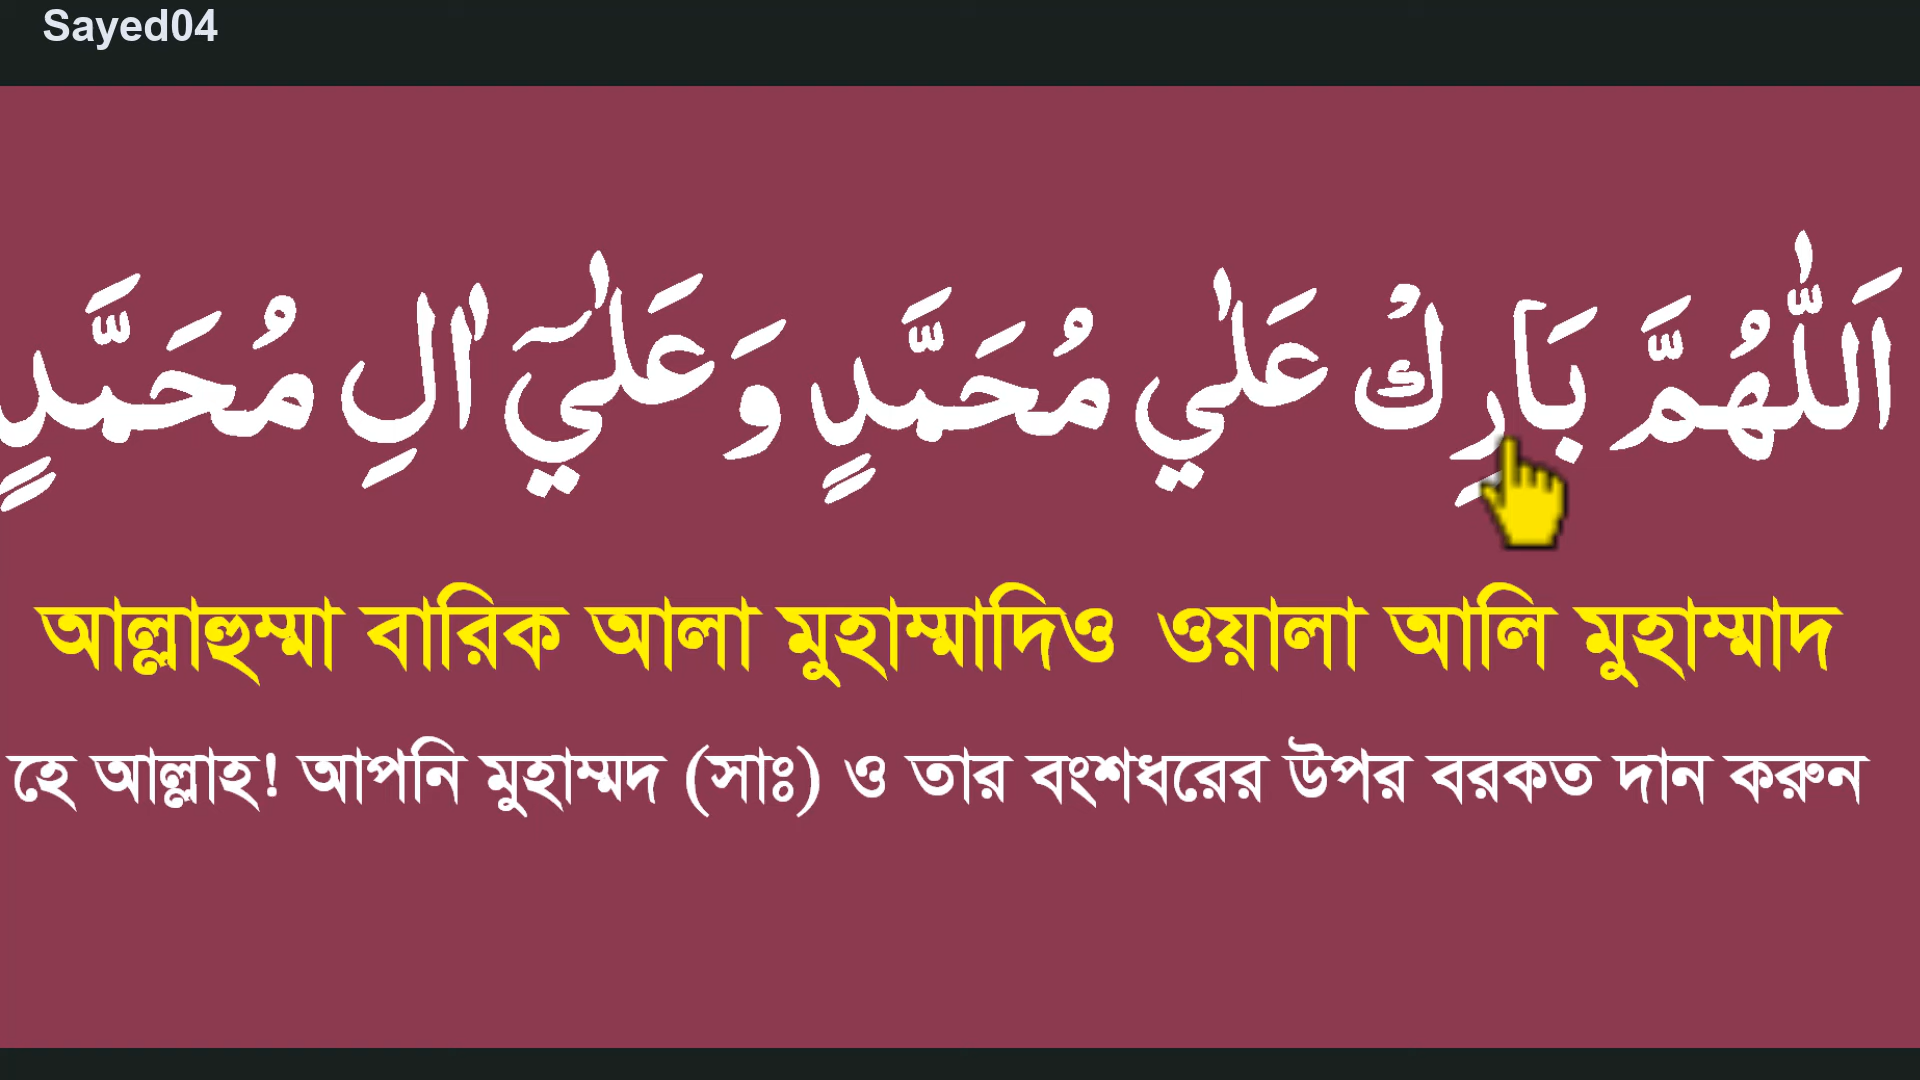 Sayed04
اَللّٰهُمَّ بَارِكُ عَلٰي مُحَمَّدٍ وَعَلٰيٓ اٰلِ مُحَمَّدٍ
আল্লাহুম্মা বারিক আলা মুহাম্মাদিও ওয়ালা আলি মুহাম্মাদ
হে আল্লাহ! আপনি মুহাম্মদ (সাঃ) ও তার বংশধরের উপর বরকত দান করুন